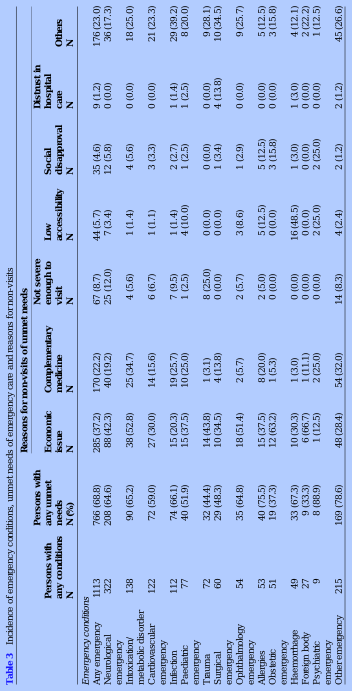 Table 3 Incidence of emergency conditions, unmet needs of emergency care and reasons for non-visits
Reasons for non-visits of unmet needs
Persons with any conditions N
Persons with any unmet needs N (%)
Economic issue N
Complementary medicine N
Not severe enough to visit N
Low accessibility N
Social disapproval N
Distrust in hospital care N
Others N
Emergency conditions
Any emergency 1113 766 (68.8) 285 (37.2) 170 (22.2) 67 (8.7) 44 (5.7) 35 (4.6) 9 (1.2) 176 (23.0)
Neurological 322 208 (64.6) 88 (42.3) 40 (19.2) 25 (12.0) 7 (3.4) 12 (5.8) 0 (0.0) 36 (17.3)
emergency
Intoxication/ 138 90 (65.2) 38 (52.8) 25 (34.7) 4 (5.6) 1 (1.4) 4 (5.6) 0 (0.0) 18 (25.0)
metabolic disorder
Cardiovascular 122 72 (59.0) 27 (30.0) 14 (15.6) 6 (6.7) 1 (1.1) 3 (3.3) 0 (0.0) 21 (23.3)
emergency
Infection 112 74 (66.1) 15 (20.3) 19 (25.7) 7 (9.5) 1 (1.4) 2 (2.7) 1 (1.4) 29 (39.2)
Paediatric 77 40 (51.9) 15 (37.5) 10 (25.0) 1 (2.5) 4 (10.0) 1 (2.5) 1 (2.5) 8 (20.0)
emergency
Trauma 72 32 (44.4) 14 (43.8) 1 (3.1) 8 (25.0) 0 (0.0) 0 (0.0) 0 (0.0) 9 (28.1)
Surgical 60 29 (48.3) 10 (34.5) 4 (13.8) 0 (0.0) 0 (0.0) 1 (3.4) 4 (13.8) 10 (34.5)
emergency
Ophthalmology 54 35 (64.8) 18 (51.4) 2 (5.7) 2 (5.7) 3 (8.6) 1 (2.9) 0 (0.0) 9 (25.7)
emergency
Allergies 53 40 (75.5) 15 (37.5) 8 (20.0) 2 (5.0) 5 (12.5) 5 (12.5) 0 (0.0) 5 (12.5)
Obstetric 51 19 (37.3) 12 (63.2) 1 (5.3) 0 (0.0) 0 (0.0) 3 (15.8) 0 (0.0) 3 (15.8)
emergency
Haemorrhage 49 33 (67.3) 10 (30.3) 1 (3.0) 0 (0.0) 16 (48.5) 1 (3.0) 1 (3.0) 4 (12.1)
Foreign body 27 9 (33.3) 6 (66.7) 1 (11.1) 0 (0.0) 0 (0.0) 0 (0.0) 0 (0.0) 2 (22.2)
Psychiatric 9 8 (88.9) 1 (12.5) 2 (25.0) 0 (0.0) 2 (25.0) 2 (25.0) 0 (0.0) 1 (12.5)
emergency
Other emergency 215 169 (78.6) 48 (28.4) 54 (32.0) 14 (8.3) 4 (2.4) 2 (1.2) 2 (1.2) 45 (26.6)